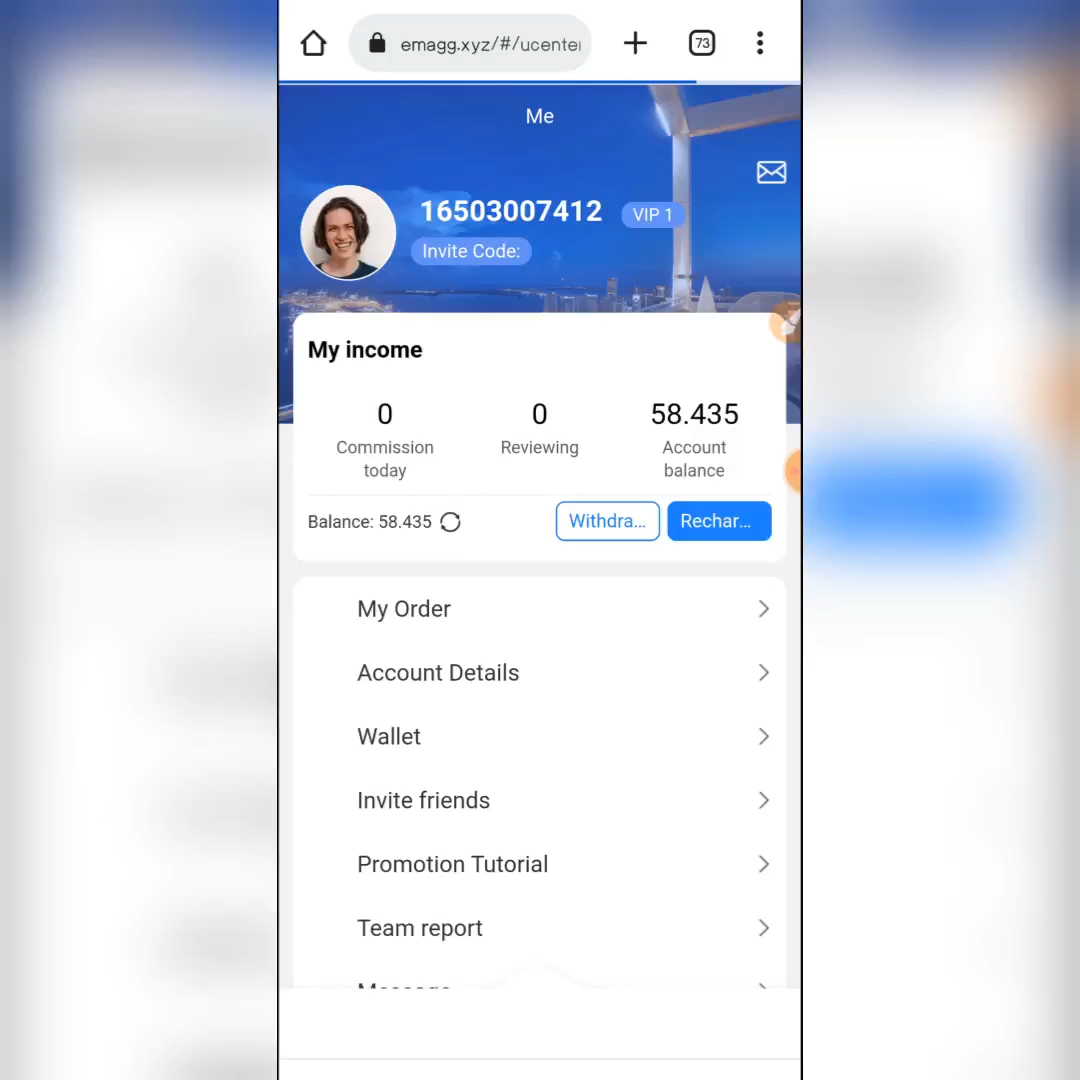 emagg.xyz/#/ucenter
73
Me
16503007412
VIP 1
Invite Code:
My income
0
0
58.435
Commission today
Reviewing
Account balance
Balance: 58.435
Withdra...
Rechar...
My Order
Account Details
Wallet
Invite friends
Promotion Tutorial
Team report
Message